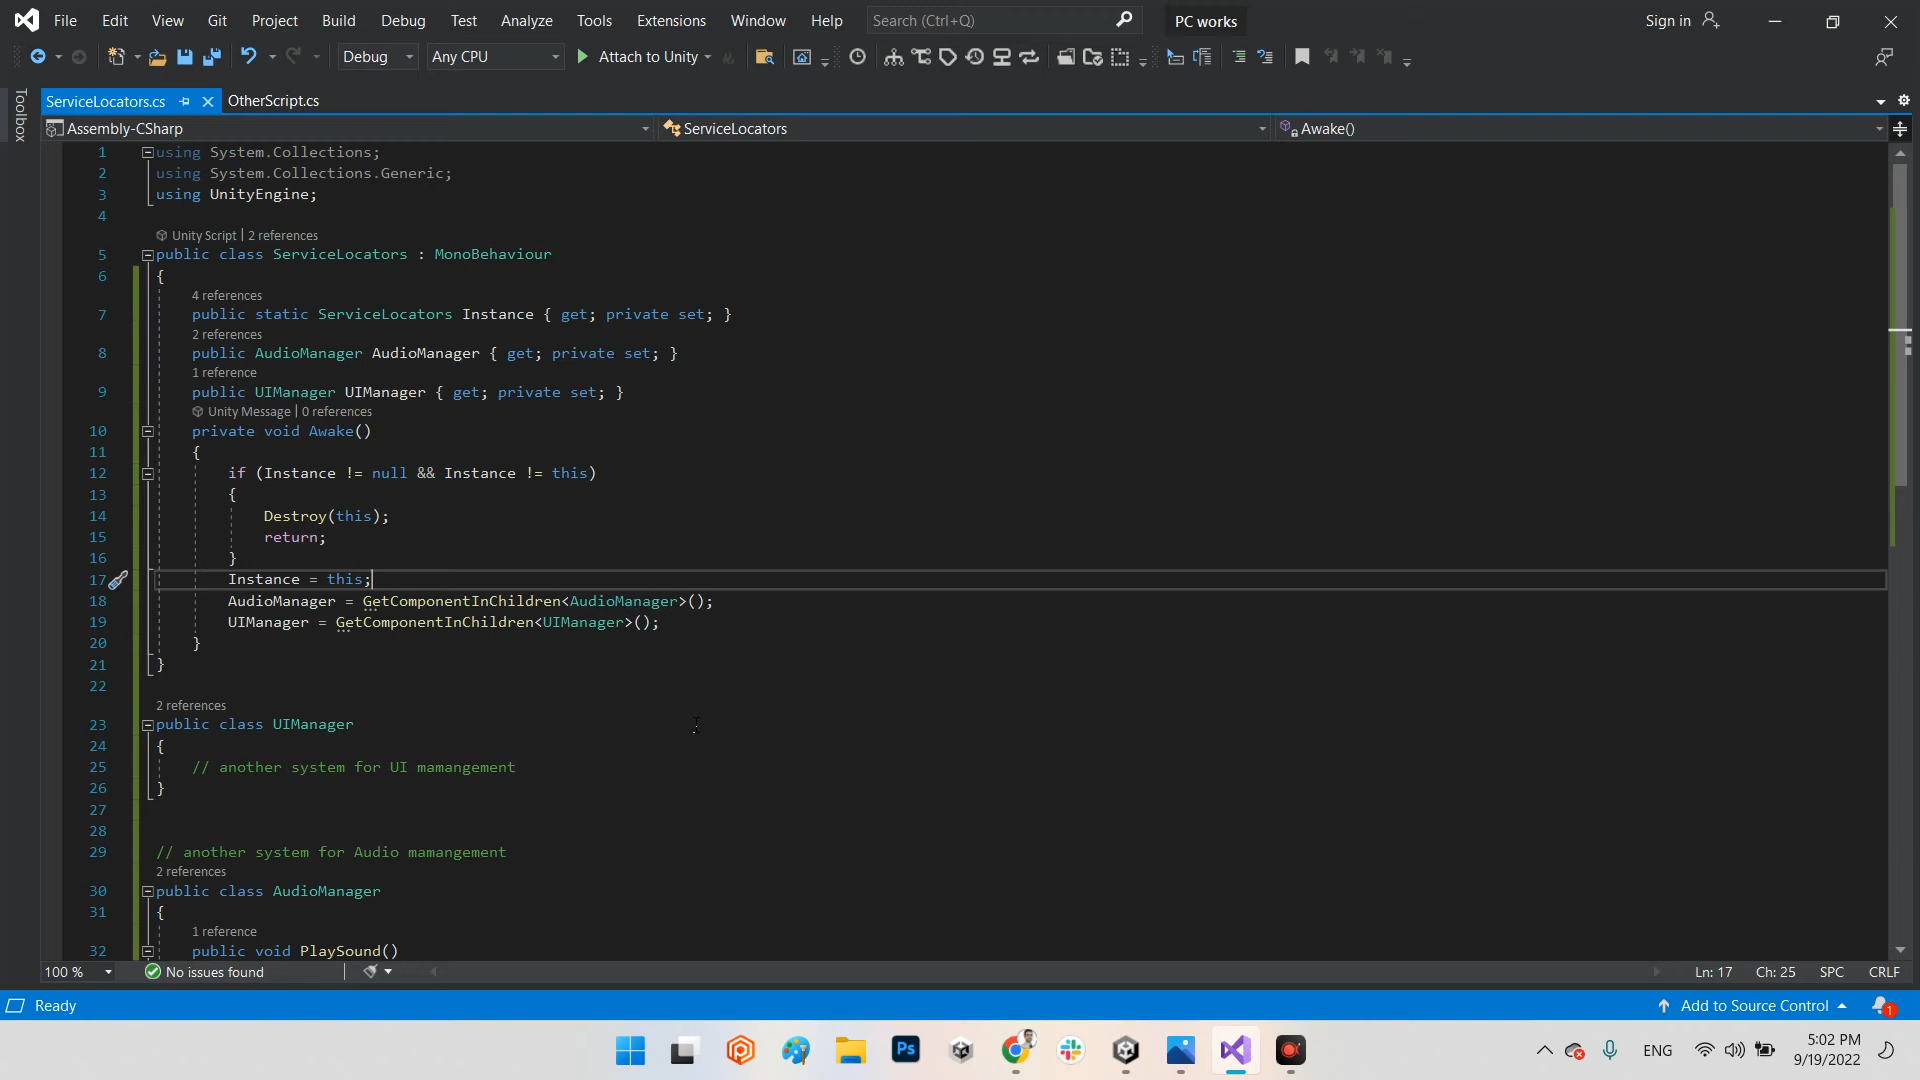 File Edit View Git Project Build Debug Test Analyze Tools Extensions Window Help Search (Ctrl+Q) PC works Sign in
Debug Any CPU Attach to Unity
Toolbox
ServiceLocators.cs OtherScript.cs
Assembly-CSharp ServiceLocators Awake()
1 using System.Collections;
2 using System.Collections.Generic;
3 using UnityEngine;
4
Unity Script | 2 references
5 public class ServiceLocators : MonoBehaviour
6 {
4 references
7 public static ServiceLocators Instance { get; private set; }
2 references
8 public AudioManager AudioManager { get; private set; }
1 reference
9 public UIManager UIManager { get; private set; }
Unity Message | 0 references
10 private void Awake()
11 {
12 if (Instance != null && Instance != this)
13 {
14 Destroy(this);
15 return;
16 }
17 Instance = this;
18 AudioManager = GetComponentInChildren<AudioManager>();
19 UIManager = GetComponentInChildren<UIManager>();
20 }
21 }
22
2 references
23 public class UIManager
24 {
25 // another system for UI mamangement
26 }
27
28
29 // another system for Audio mamangement
2 references
30 public class AudioManager
31 {
1 reference
32 public void PlaySound()
100 % No issues found Ln: 17 Ch: 25 SPC CRLF
Ready Add to Source Control 1
Ps ENG 5:02 PM
9/19/2022